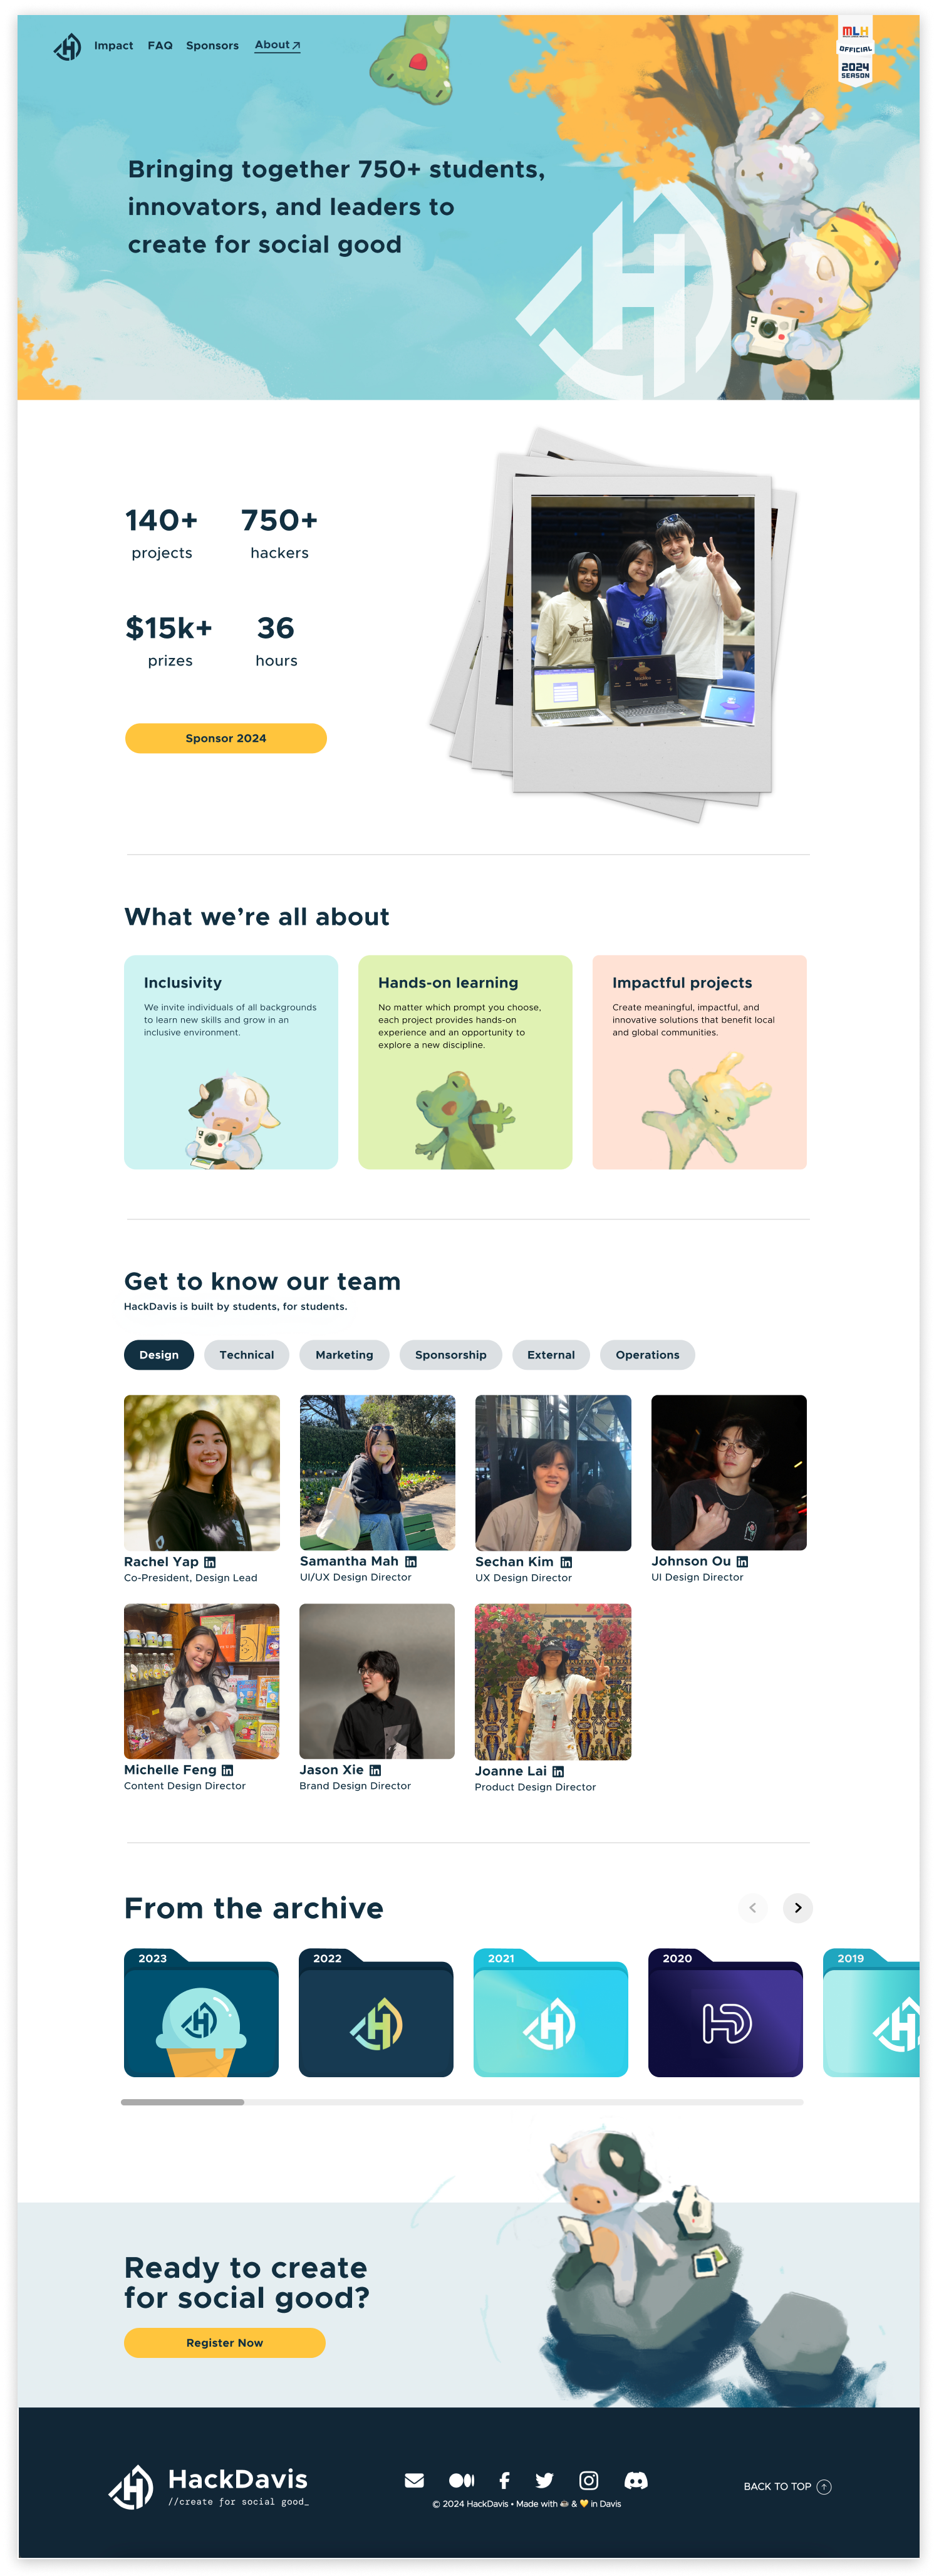 Impact FAQ Sponsors About
MLH
OFFICIAL
2024
SEASON
Bringing together 750+ students,
innovators, and leaders to
create for social good
140+ 750+
projects hackers
$15k+ 36
prizes hours
Sponsor 2024
What we’re all about
Inclusivity
We invite individuals of all backgrounds
to learn new skills and grow in an
inclusive environment.
Hands-on learning
No matter which prompt you choose,
each project provides hands-on
experience and an opportunity to
explore a new discipline.
Impactful projects
Create meaningful, impactful, and
innovative solutions that benefit local
and global communities.
Get to know our team
HackDavis is built by students, for students.
Design Technical Marketing Sponsorship External Operations
Rachel Yap
Co-President, Design Lead
Samantha Mah
UI/UX Design Director
Sechan Kim
UX Design Director
Johnson Ou
UI Design Director
Michelle Feng
Content Design Director
Jason Xie
Brand Design Director
Joanne Lai
Product Design Director
From the archive
2023 2022 2021 2020 2019
Ready to create
for social good?
Register Now
HackDavis
//create for social good_
© 2024 HackDavis • Made with ☕ & 💛 in Davis
BACK TO TOP